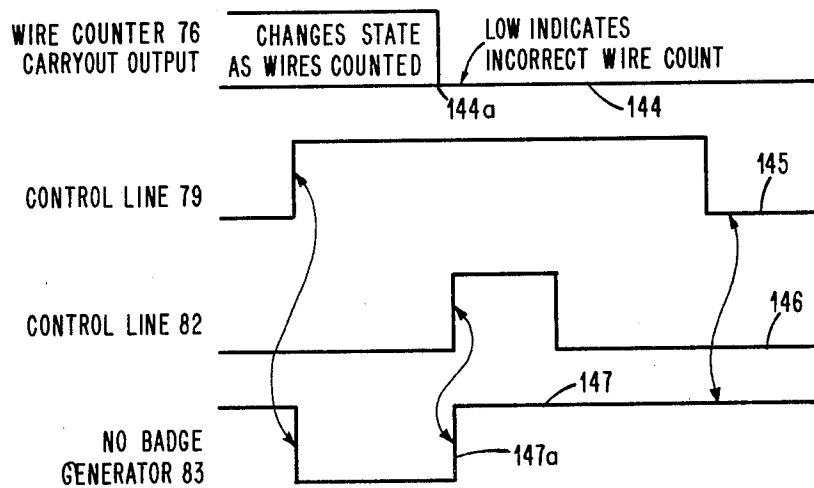 WIRE COUNTER 76
CARRYOUT OUTPUT
CHANGES STATE
AS WIRES COUNTED
LOW INDICATES
INCORRECT WIRE COUNT
144a
144
CONTROL LINE 79
145
CONTROL LINE 82
146
NO BADGE
GENERATOR 83
147
147a